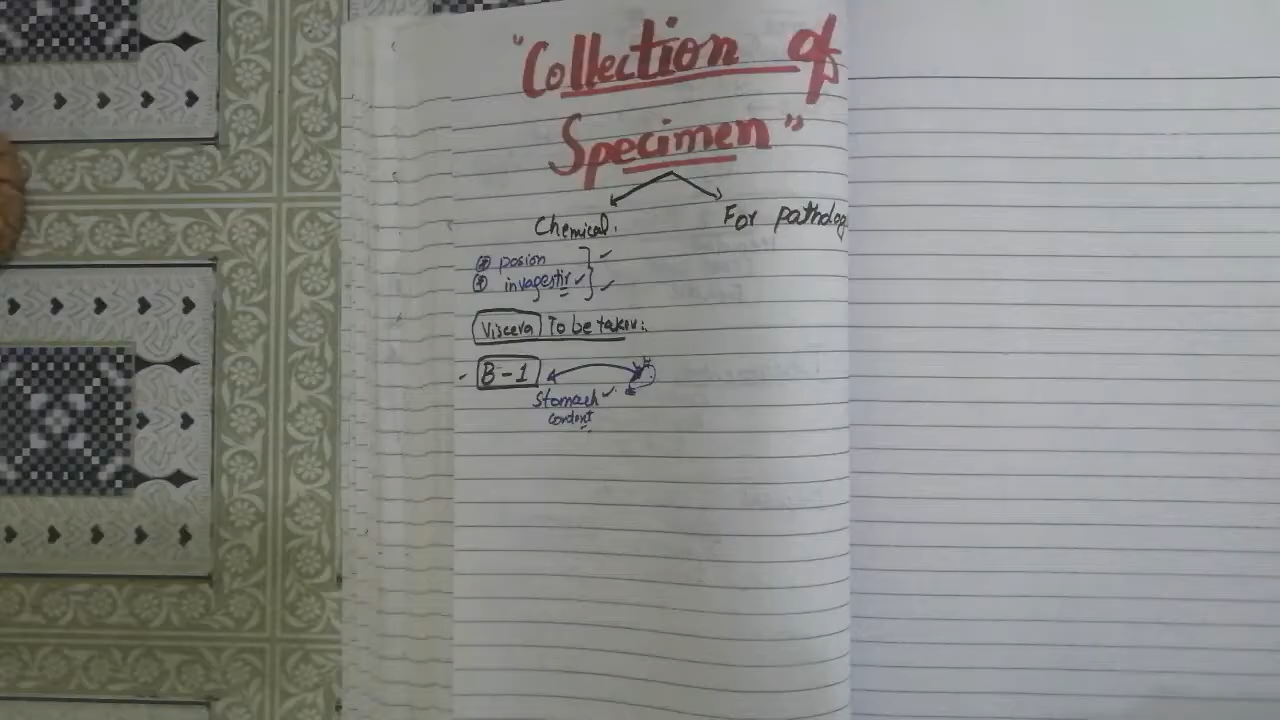 "Collection of
Specimen"
Chemical.
For patholog
posion
invagestir
Viscera To be taken:
- B-1
Stomach
content